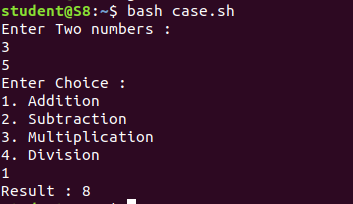 student@S8:~$ bash case.sh
Enter Two numbers :
3
5
Enter Choice :
1. Addition
2. Subtraction
3. Multiplication
4. Division
1
Result : 8